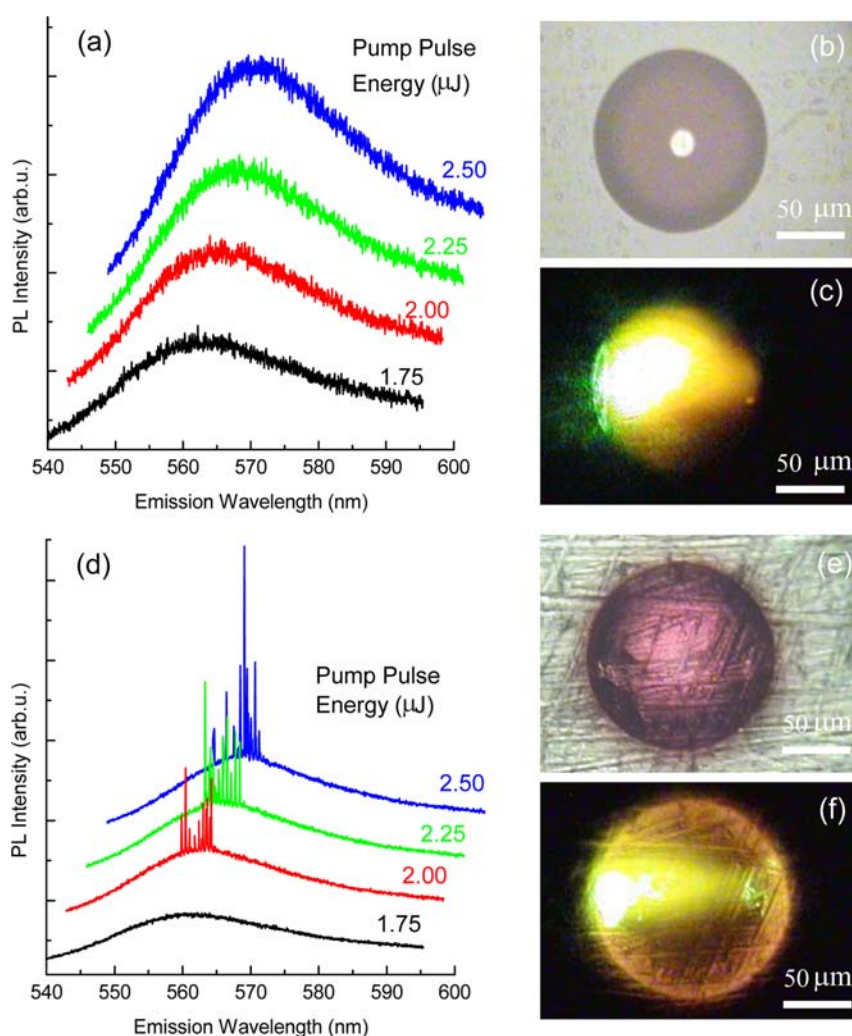 (a)
Pump Pulse
Energy (μJ)
2.50
2.25
2.00
1.75
PL Intensity (arb.u.)
540 550 560 570 580 590 600
Emission Wavelength (nm)
(b)
50 μm
(c)
50 μm
(d)
Pump Pulse
Energy (μJ)
2.50
2.25
2.00
1.75
PL Intensity (arb.u.)
540 550 560 570 580 590 600
Emission Wavelength (nm)
(e)
50 μm
(f)
50 μm